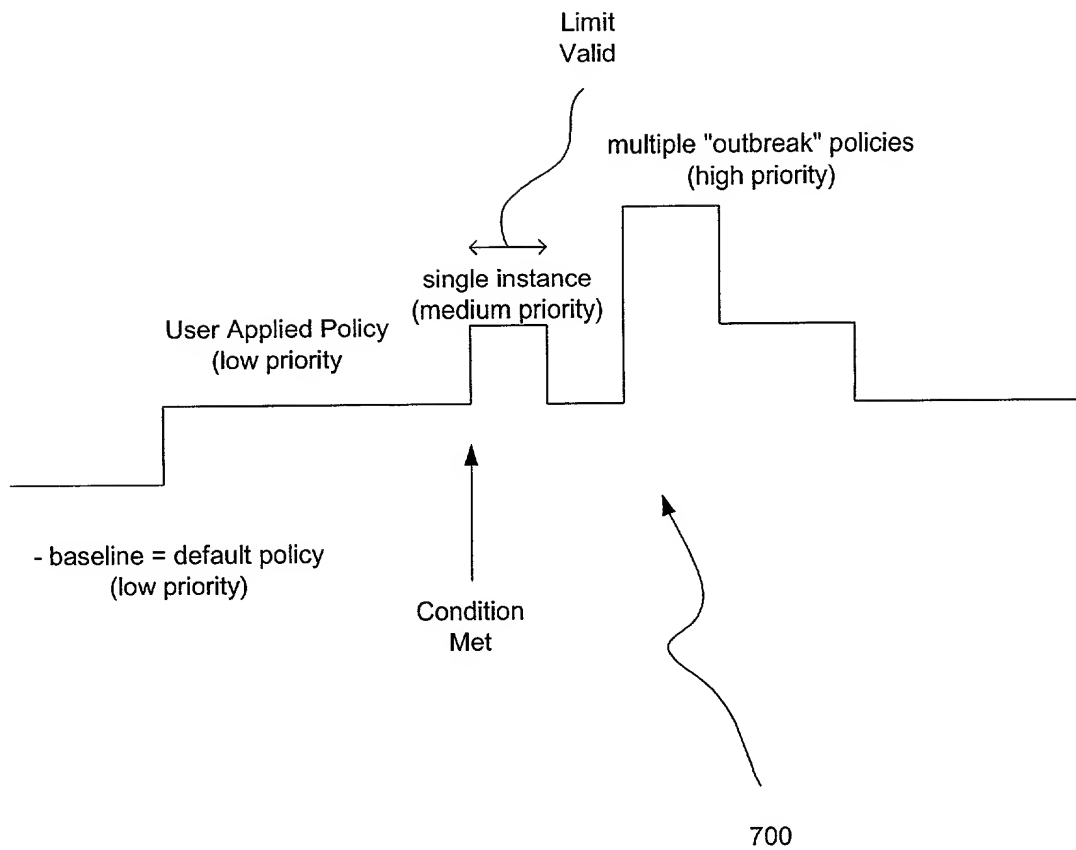 Limit
Valid
multiple "outbreak" policies
(high priority)
single instance
(medium priority)
User Applied Policy
(low priority
- baseline = default policy
(low priority)
Condition
Met
700